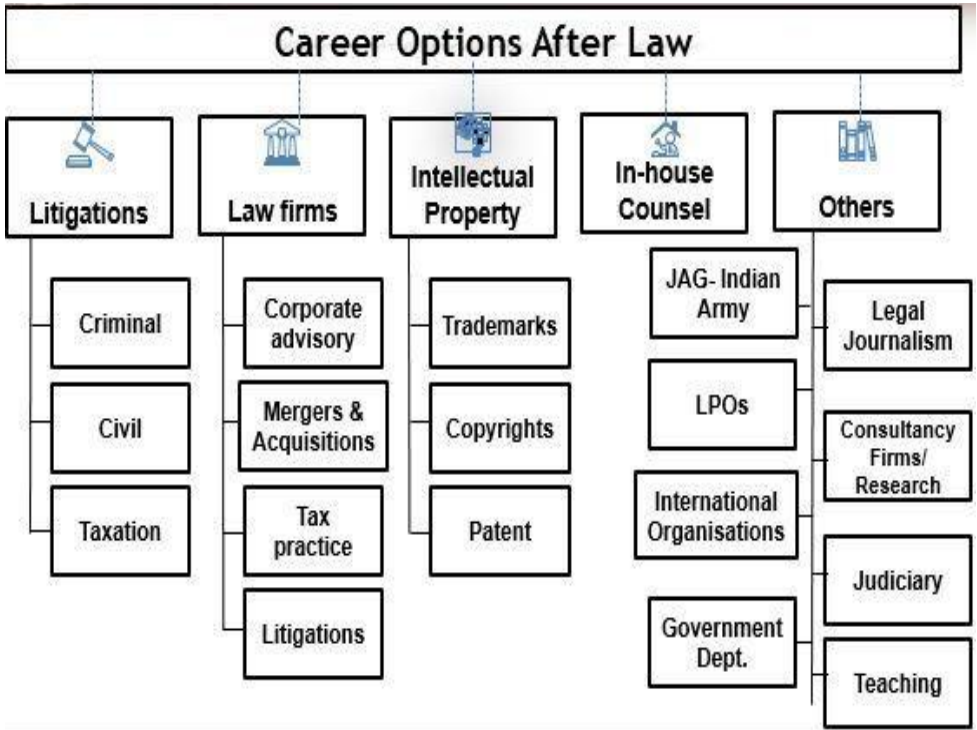 Career Options After Law
Litigations
Criminal
Civil
Taxation
Law firms
Corporate
advisory
Mergers &
Acquisitions
Tax
practice
Litigations
Intellectual
Property
Trademarks
Copyrights
Patent
In-house
Counsel
Others
JAG- Indian
Army
LPOs
International
Organisations
Government
Dept.
Legal
Journalism
Consultancy
Firms/
Research
Judiciary
Teaching